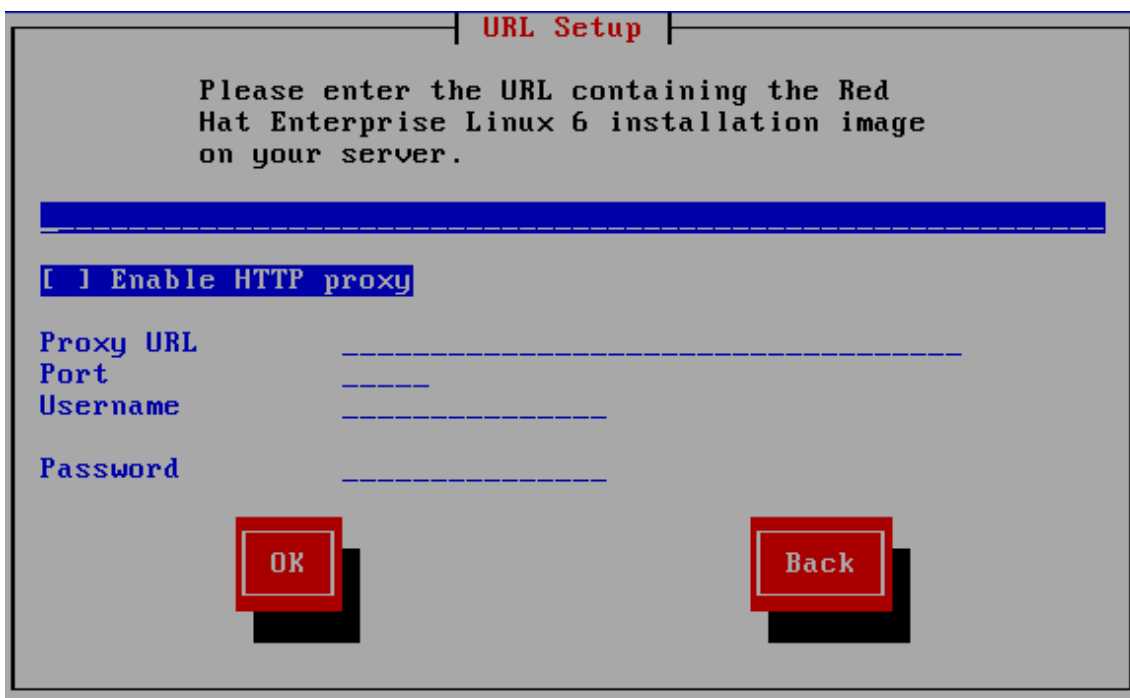 URL Setup
Please enter the URL containing the Red
Hat Enterprise Linux 6 installation image
on your server.
[ ] Enable HTTP proxy
Proxy URL
Port
Username
Password
OK
Back